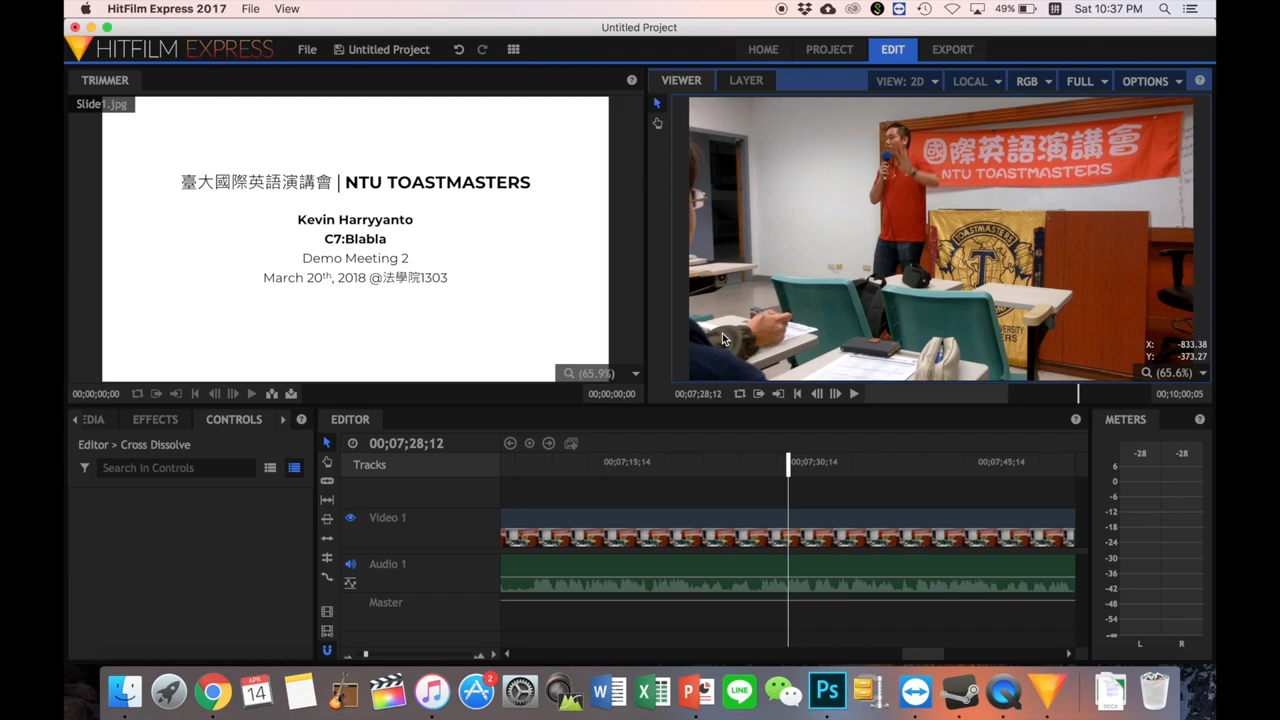 HitFilm Express 2017 File View 49% 拼 Sat 10:37 PM
Untitled Project
HITFILM EXPRESS File Untitled Project HOME PROJECT EDIT EXPORT
TRIMMER
VIEWER LAYER VIEW: 2D LOCAL RGB FULL OPTIONS
Slide1.jpg
臺大國際英語演講會 | NTU TOASTMASTERS
Kevin Harryyanto
C7:Blabla
Demo Meeting 2
March 20th, 2018 @法學院1303
(65.9%)
00;00;00;00 00;00;00;00
國際英語演講會
NTU TOASTMASTERS
TOASTMASTERS
X: -833.38
Y: -373.27
(65.6%)
00;07;28;12 00;10;00;05
EDIA EFFECTS CONTROLS
Editor > Cross Dissolve
Search in Controls
EDITOR
00;07;28;12
Tracks 00;07;15;14 00;07;30;14 00;07;45;14
Video 1
Audio 1
Master
METERS
-28 -28
6
0
-6
-12
-18
-24
-30
-36
-42
-48
-54
-∞
L R
APR
14
2
W X P LINE Ps
DOCX